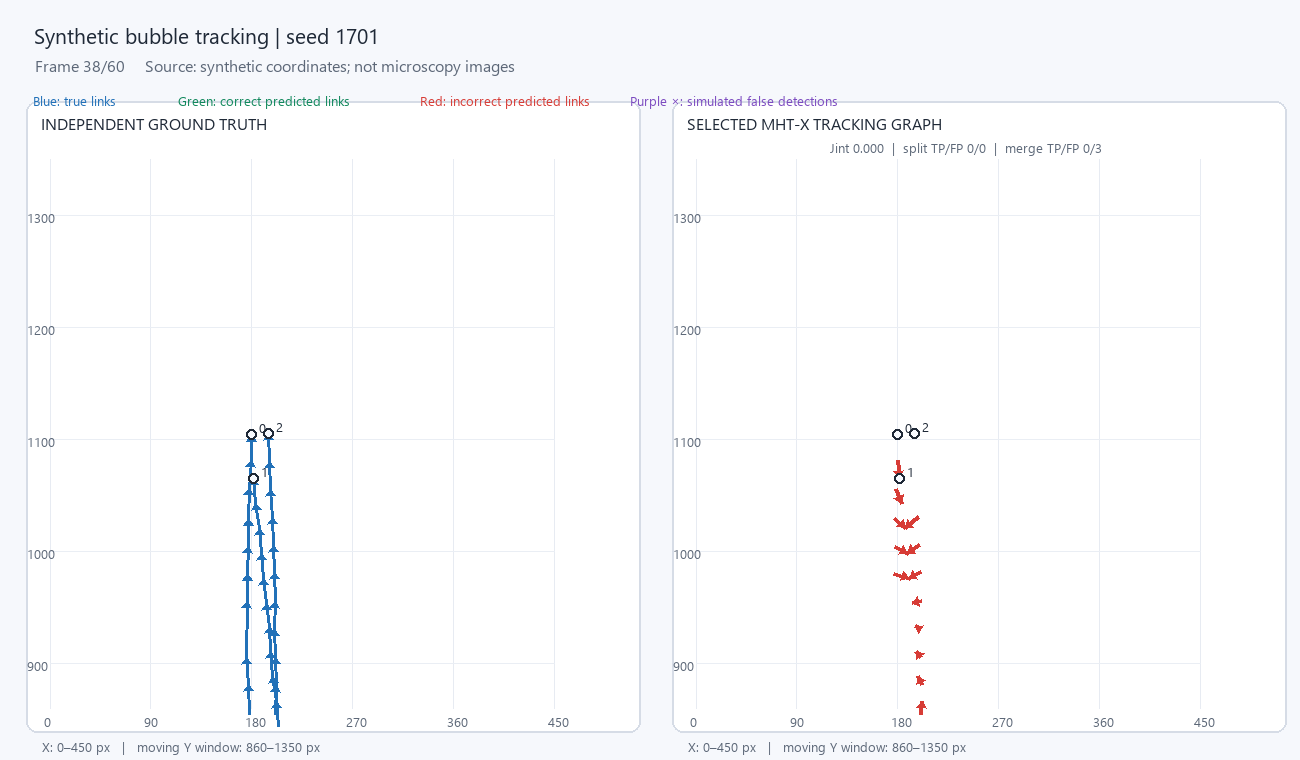 Synthetic bubble tracking | seed 1701
Frame 38/60 Source: synthetic coordinates; not microscopy images
Blue: true links Green: correct predicted links Red: incorrect predicted links Purple ×: simulated false detections
INDEPENDENT GROUND TRUTH
1300
1200
1100
1000
900
0 2
1
0 90 180 270 360 450
X: 0–450 px | moving Y window: 860–1350 px
SELECTED MHT-X TRACKING GRAPH
Jint 0.000 | split TP/FP 0/0 | merge TP/FP 0/3
1300
1200
1100
1000
900
0 2
1
0 90 180 270 360 450
X: 0–450 px | moving Y window: 860–1350 px